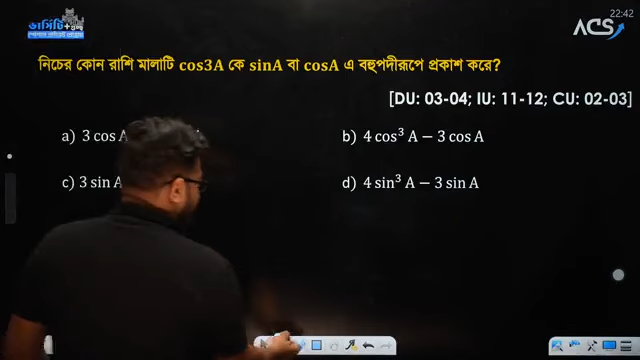 22:42
ভার্সিটি
ACS
নিচের কোন রাশি মালাটি cos3A কে sinA বা cosA এ বহুপদীরূপে প্রকাশ করে?
[DU: 03-04; IU: 11-12; CU: 02-03]
a) 3 cos A
b) 4 cos³ A − 3 cos A
c) 3 sin A
d) 4 sin³ A − 3 sin A